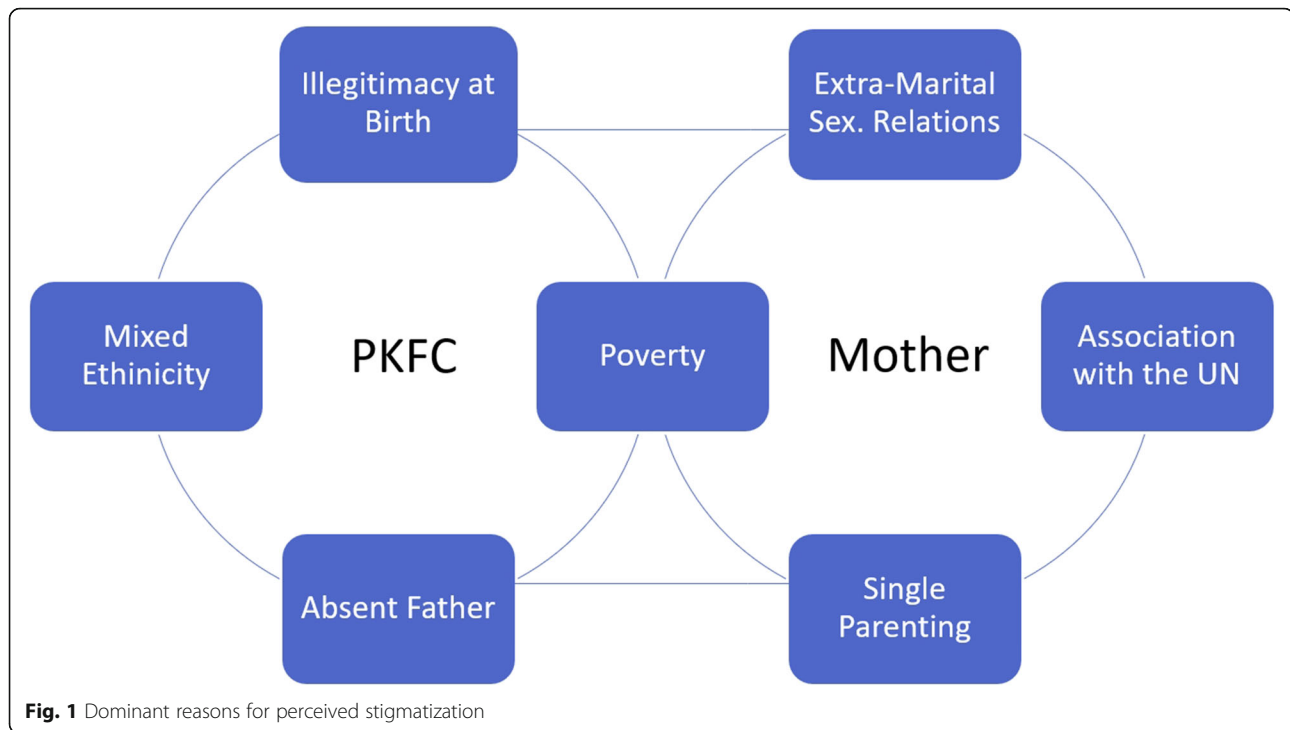 Illegitimacy at
Birth
Extra-Marital
Sex. Relations
Mixed
Ethinicity
PKFC
Poverty
Mother
Association
with the UN
Absent Father
Single
Parenting
Fig. 1 Dominant reasons for perceived stigmatization